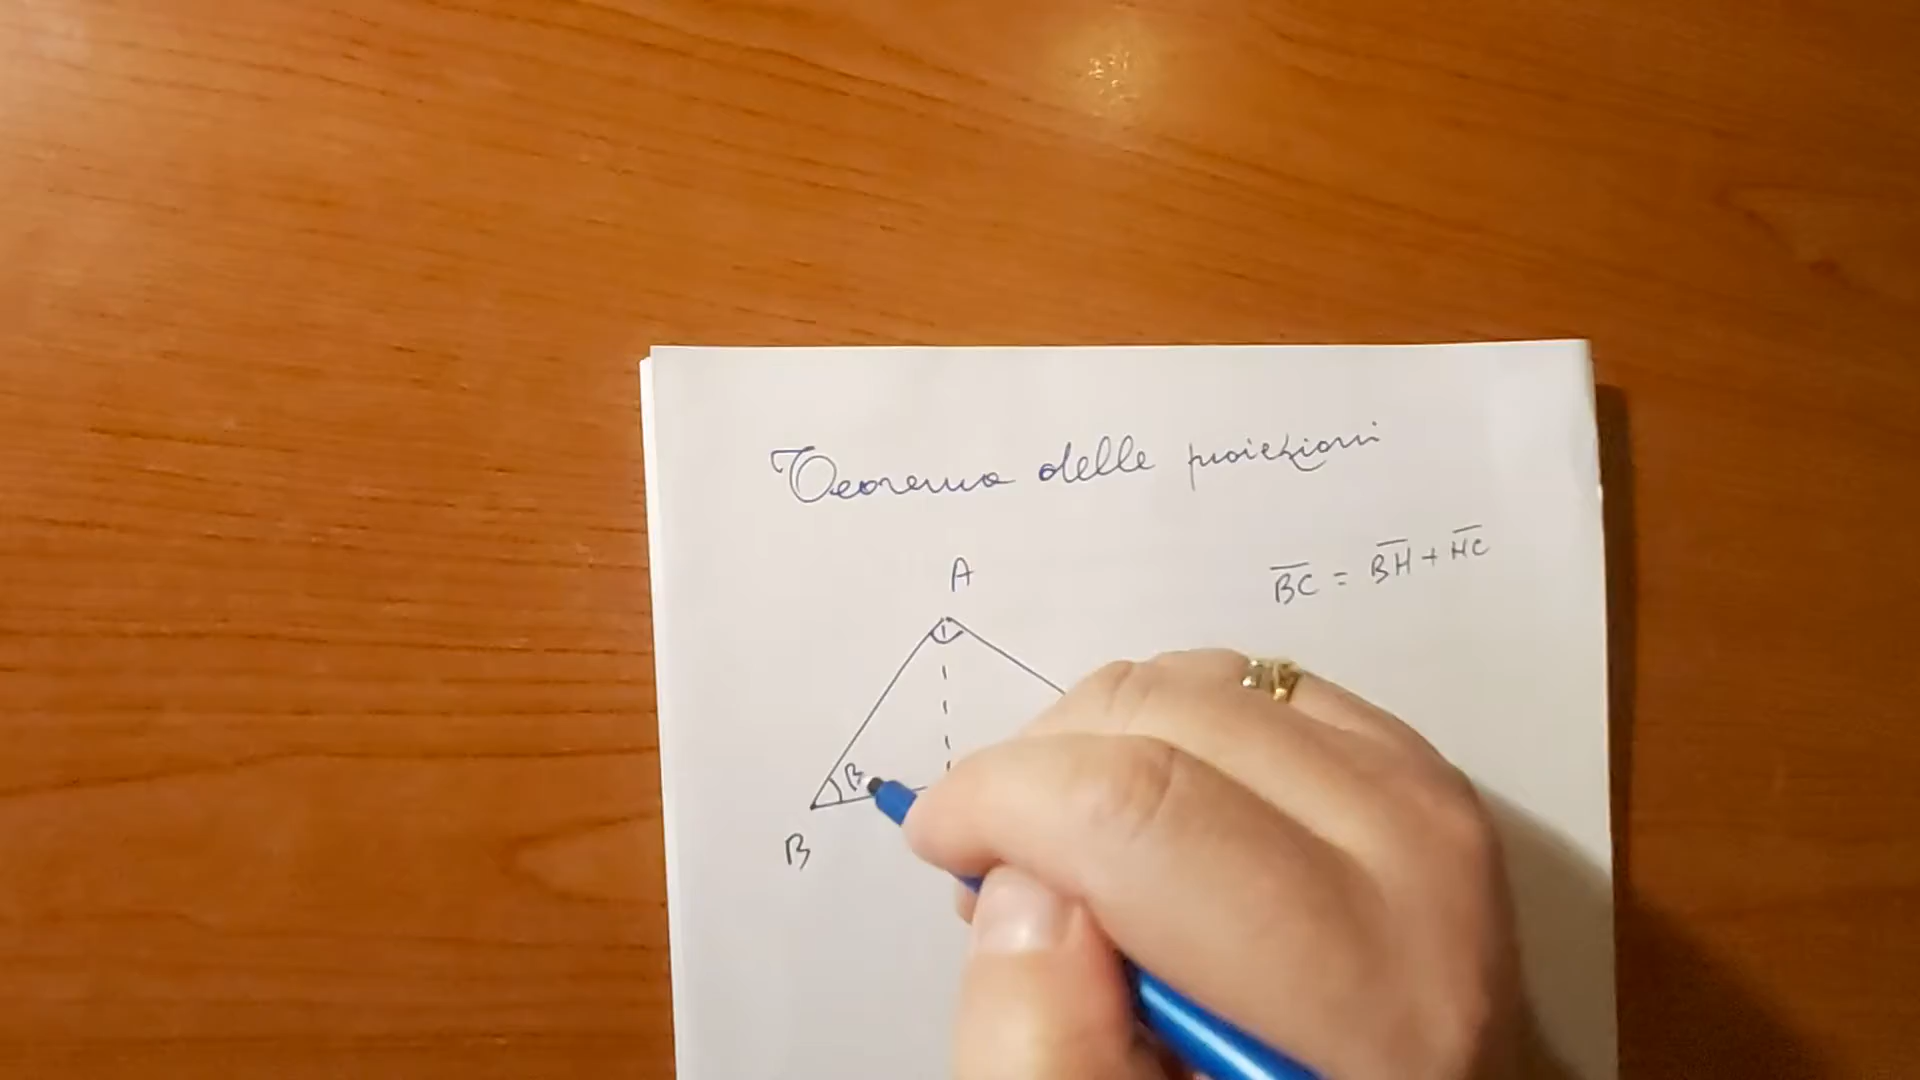 Teorema delle proiezioni
A
BC = BH + HC
β
B